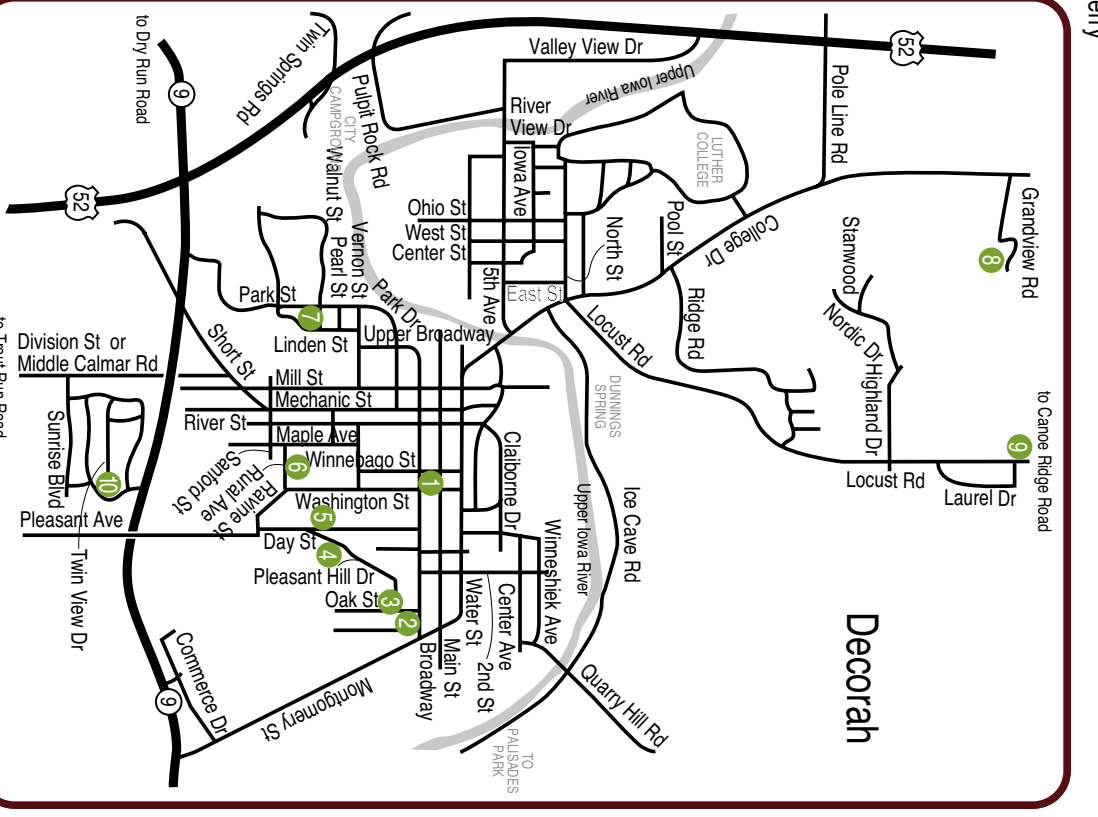 erry
52
Valley View Dr
Upper Iowa River
Pole Line Rd
to Dry Run Road
9
Twin Springs Rd
Pulpit Rock Rd
CITY
CAMPGRO
River
View Dr
Iowa Ave
LUTHER
COLLEGE
Grandview Rd
8
52
Walnut St
Pearl St
Vernon St
Ohio St
West St
Center St
North St
Pool St
College Dr
Stanwood
Nordic Dr
Highland Dr
5th Ave
East St
Park St
7
Park Dr
Locust Rd
Ridge Rd
Linden St
Upper Broadway
Short St
to Trout Run Road
Division St or
Middle Calmar Rd
Mill St
Mechanic St
River St
Maple Ave
DUNNINGS
SPRING
to Canoe Ridge Road
9
Sunrise Blvd
10
Sanford St
Rural Ave
Ravine St
6
Winnebago St
1
Claiborne Dr
Locust Rd
Laurel Dr
Washington St
5
Pleasant Ave
Day St
4
Pleasant Hill Dr
Oak St
3
2
Upper Iowa River
Ice Cave Rd
Winneshiek Ave
Center Ave
Water St
2nd St
Main St
Broadway
Twin View Dr
Commerce Dr
9
Montgomery St
Quarry Hill Rd
TO
PALISADES
PARK
Decorah